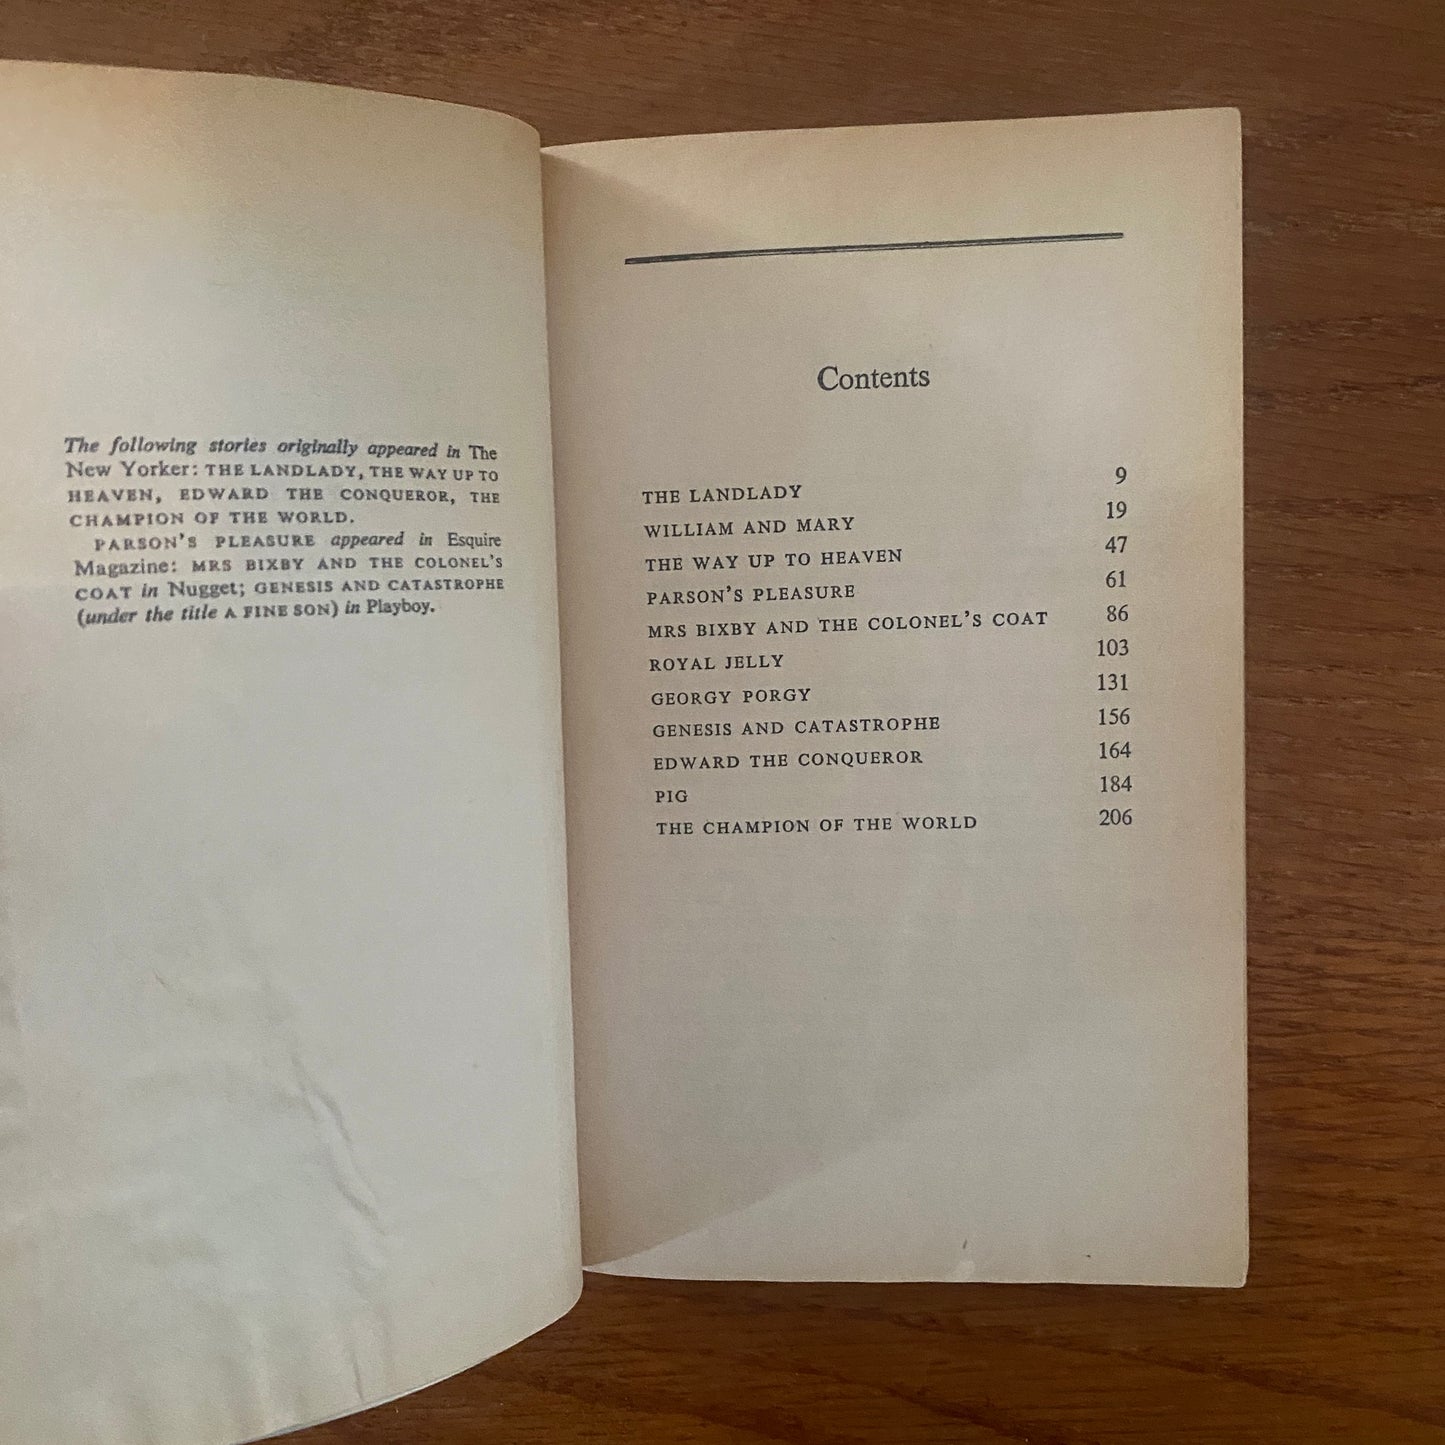 The following stories originally appeared in The
New Yorker: THE LANDLADY, THE WAY UP TO
HEAVEN, EDWARD THE CONQUEROR, THE
CHAMPION OF THE WORLD.
PARSON'S PLEASURE appeared in Esquire
Magazine: MRS BIXBY AND THE COLONEL'S
COAT in Nugget; GENESIS AND CATASTROPHE
(under the title A FINE SON) in Playboy.
Contents
THE LANDLADY 9
WILLIAM AND MARY 19
THE WAY UP TO HEAVEN 47
PARSON'S PLEASURE 61
MRS BIXBY AND THE COLONEL'S COAT 86
ROYAL JELLY 103
GEORGY PORGY 131
GENESIS AND CATASTROPHE 156
EDWARD THE CONQUEROR 164
PIG 184
THE CHAMPION OF THE WORLD 206